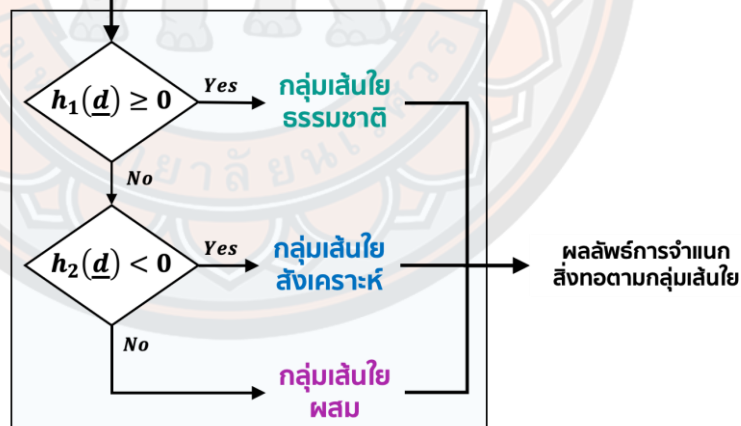 h₁(d) ≥ 0
Yes
กลุ่มเส้นใย
ธรรมชาติ
No
h₂(d) < 0
Yes
กลุ่มเส้นใย
สังเคราะห์
ผลลัพธ์การจำแนก
สิ่งทอตามกลุ่มเส้นใย
No
กลุ่มเส้นใย
ผสม